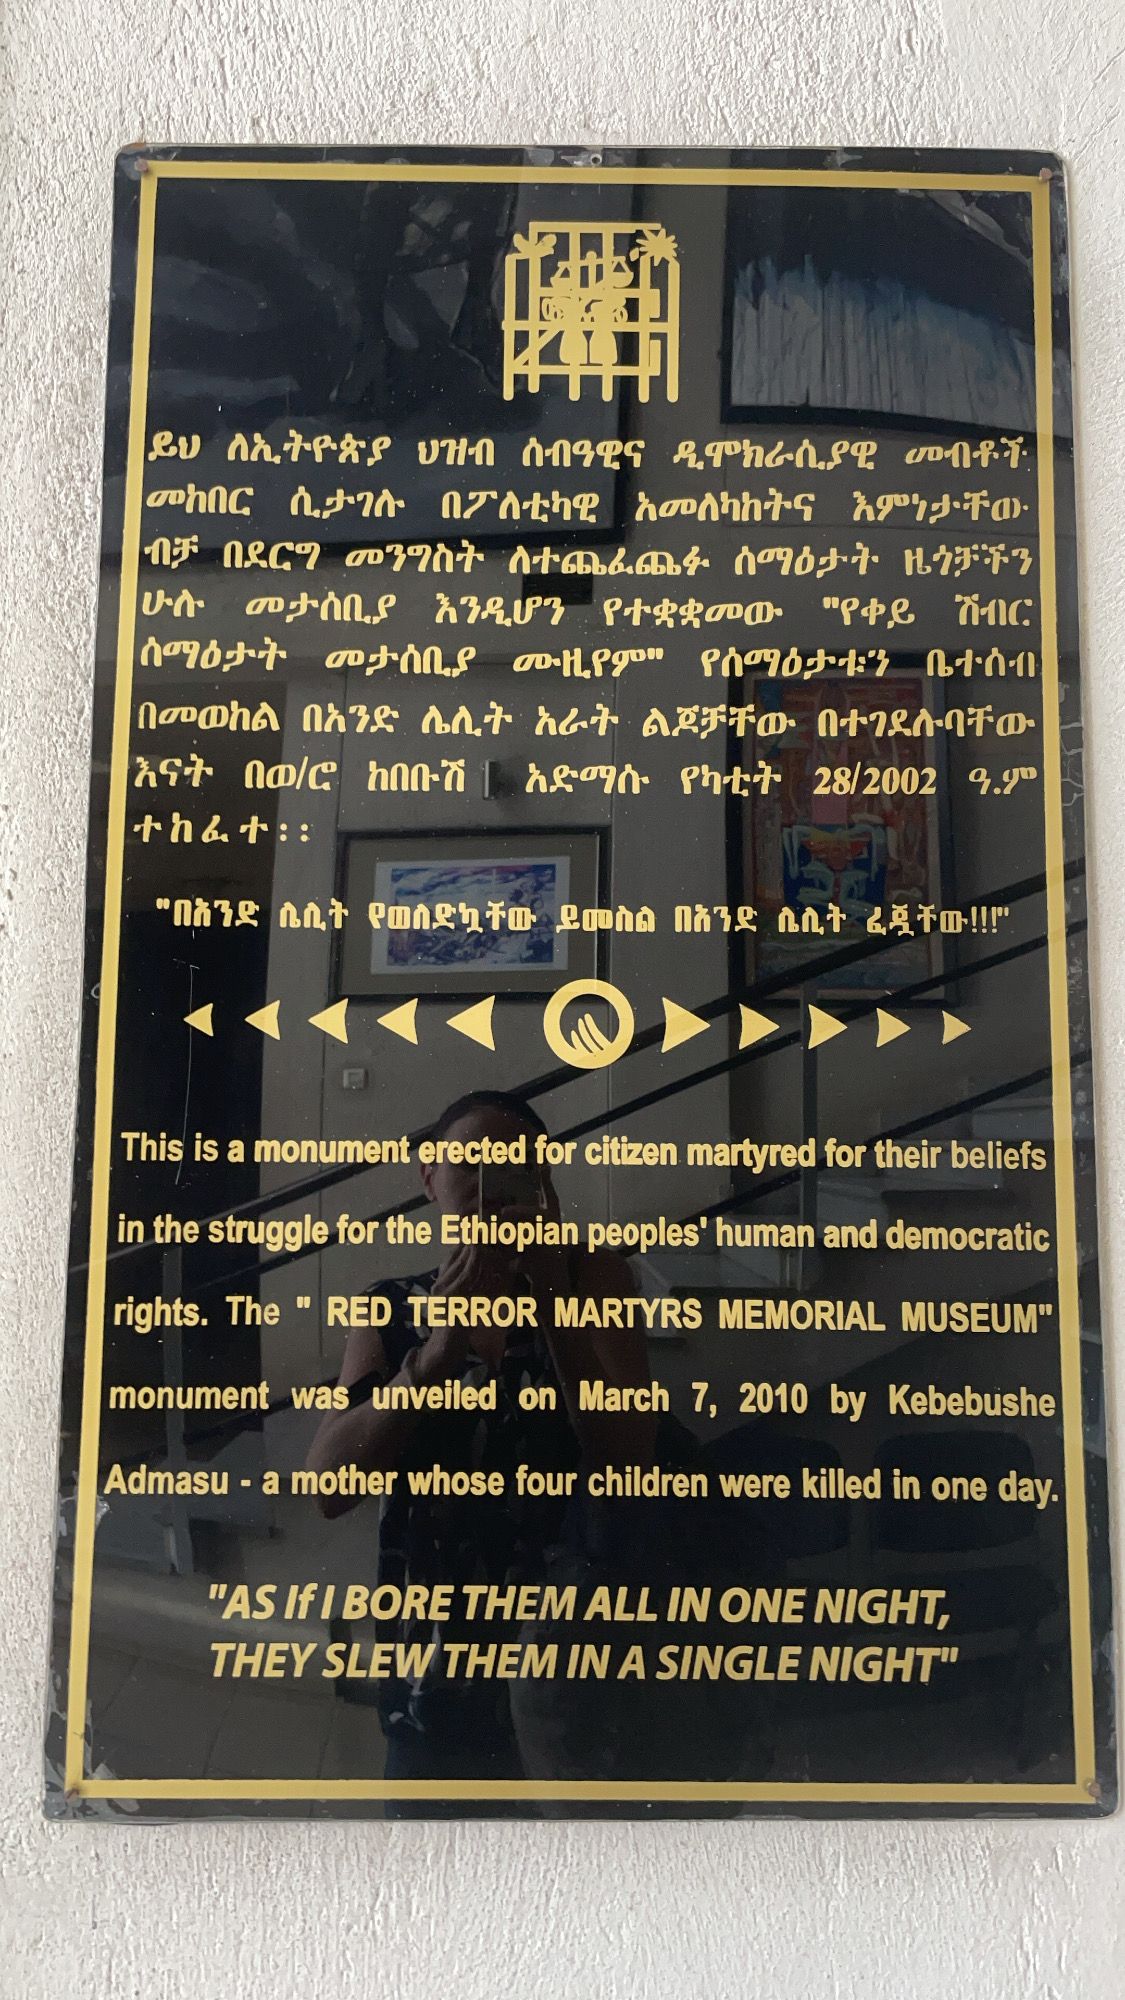 ይህ ለኢትዮጵያ ህዝብ ሰብዓዊና ዲሞክራሲያዊ መብቶች
መከበር ሲታገሉ በፖለቲካዊ አመለካከትና እምነታቸው
ብቻ በደርግ መንግስት ለተጨፈጨፉ ሰማዕታት ዜጎቻችን
ሁሉ መታሰቢያ እንዲሆን የተቋቋመው "የቀይ ሽብር
ሰማዕታት መታሰቢያ ሙዚየም" የሰማዕታቱን ቤተሰብ
በመወከል በአንድ ሌሊት አራት ልጆቻቸው በተገደሉባቸው
እናት በወ/ሮ ከበቡሽ አድማሱ የካቲት 28/2002 ዓ.ም
ተከፈተ፡፡
"በአንድ ሌሊት የወለድኳቸው ይመስል በአንድ ሌሊት ፈጇቸው!!!"
This is a monument erected for citizen martyred for their beliefs
in the struggle for the Ethiopian peoples' human and democratic
rights. The " RED TERROR MARTYRS MEMORIAL MUSEUM"
monument was unveiled on March 7, 2010 by Kebebushe
Admasu - a mother whose four children were killed in one day.
"AS If I BORE THEM ALL IN ONE NIGHT,
THEY SLEW THEM IN A SINGLE NIGHT"